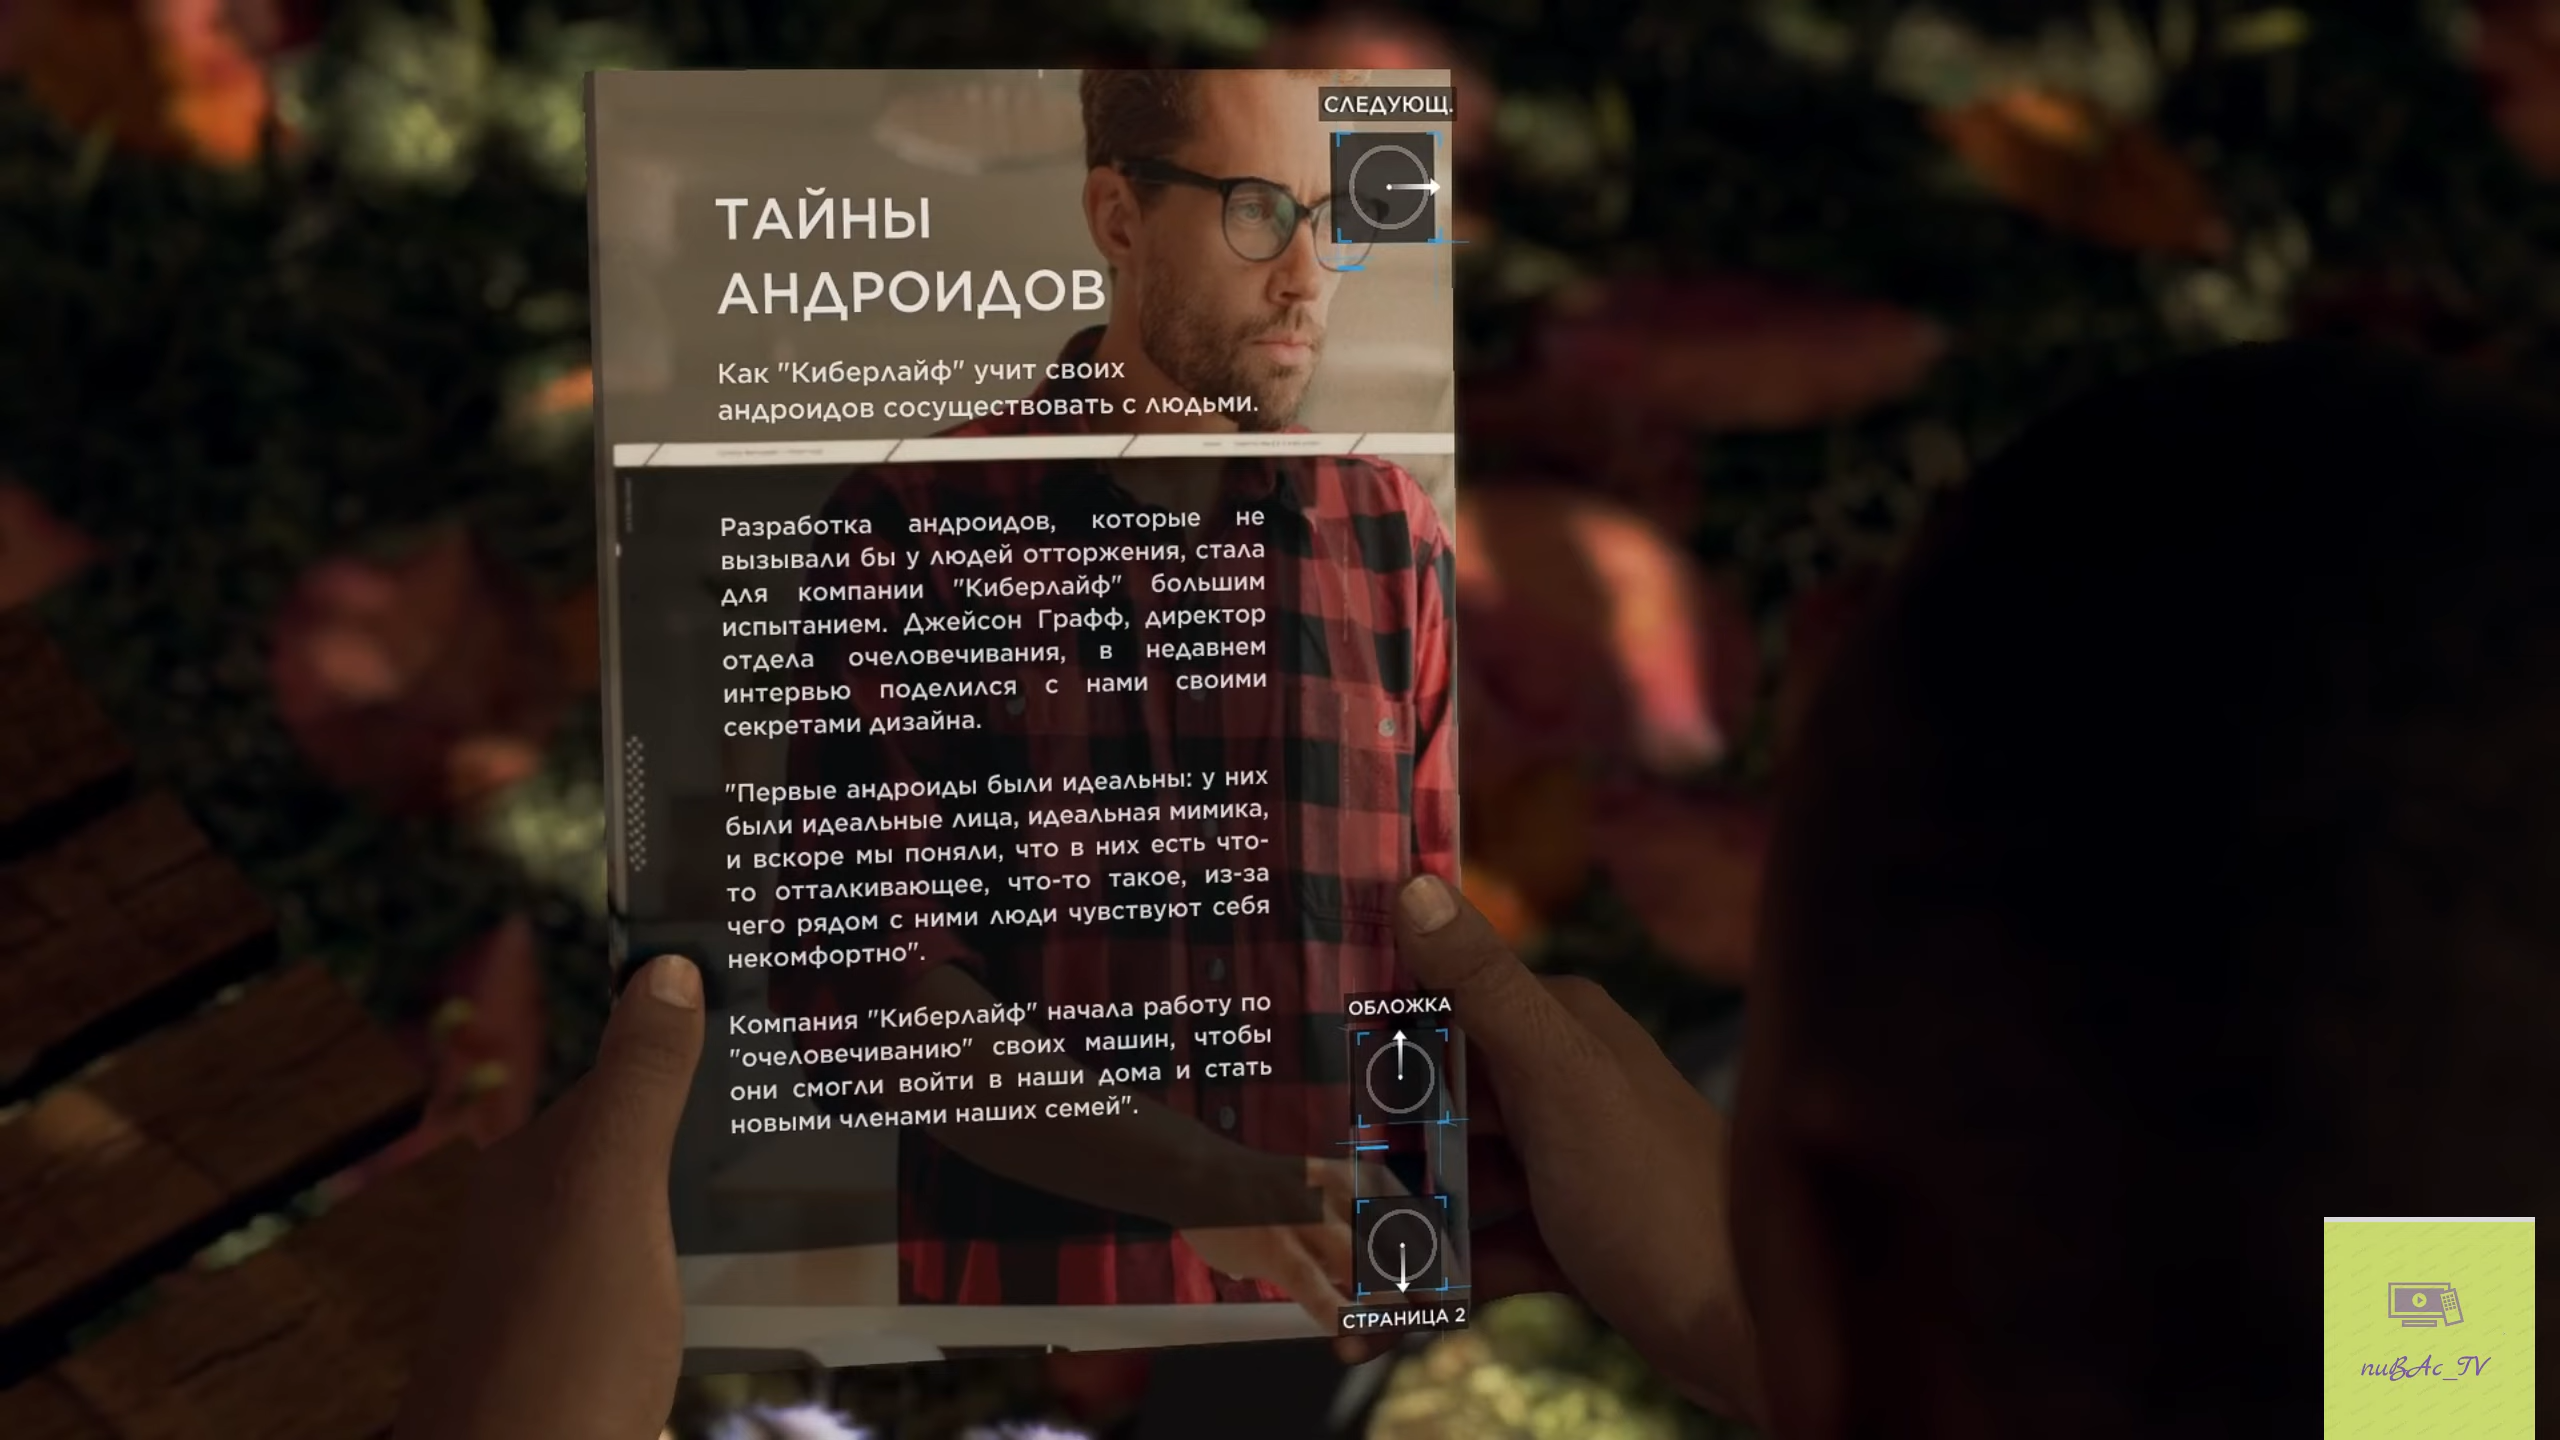 СЛЕДУЮЩ.
ТАЙНЫ
АНДРОИДОВ
Как "Киберлайф" учит своих
андроидов сосуществовать с людьми.
Разработка андроидов, которые не
вызывали бы у людей отторжения, стала
для компании "Киберлайф" большим
испытанием. Джейсон Графф, директор
отдела очеловечивания, в недавнем
интервью поделился с нами своими
секретами дизайна.
"Первые андроиды были идеальны: у них
были идеальные лица, идеальная мимика,
и вскоре мы поняли, что в них есть что-
то отталкивающее, что-то такое, из-за
чего рядом с ними люди чувствуют себя
некомфортно".
Компания "Киберлайф" начала работу по
"очеловечиванию" своих машин, чтобы
они смогли войти в наши дома и стать
новыми членами наших семей".
ОБЛОЖКА
СТРАНИЦА 2
nuBAc_TV